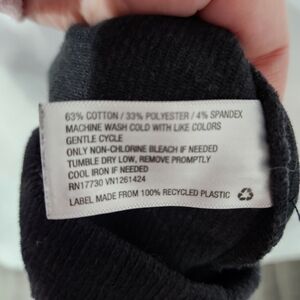 63% COTTON / 33% POLYESTER / 4% SPANDEX
MACHINE WASH COLD WITH LIKE COLORS
GENTLE CYCLE
ONLY NON-CHLORINE BLEACH IF NEEDED
TUMBLE DRY LOW, REMOVE PROMPTLY
COOL IRON IF NEEDED
RN17730 VN1261424
LABEL MADE FROM 100% RECYCLED PLASTIC